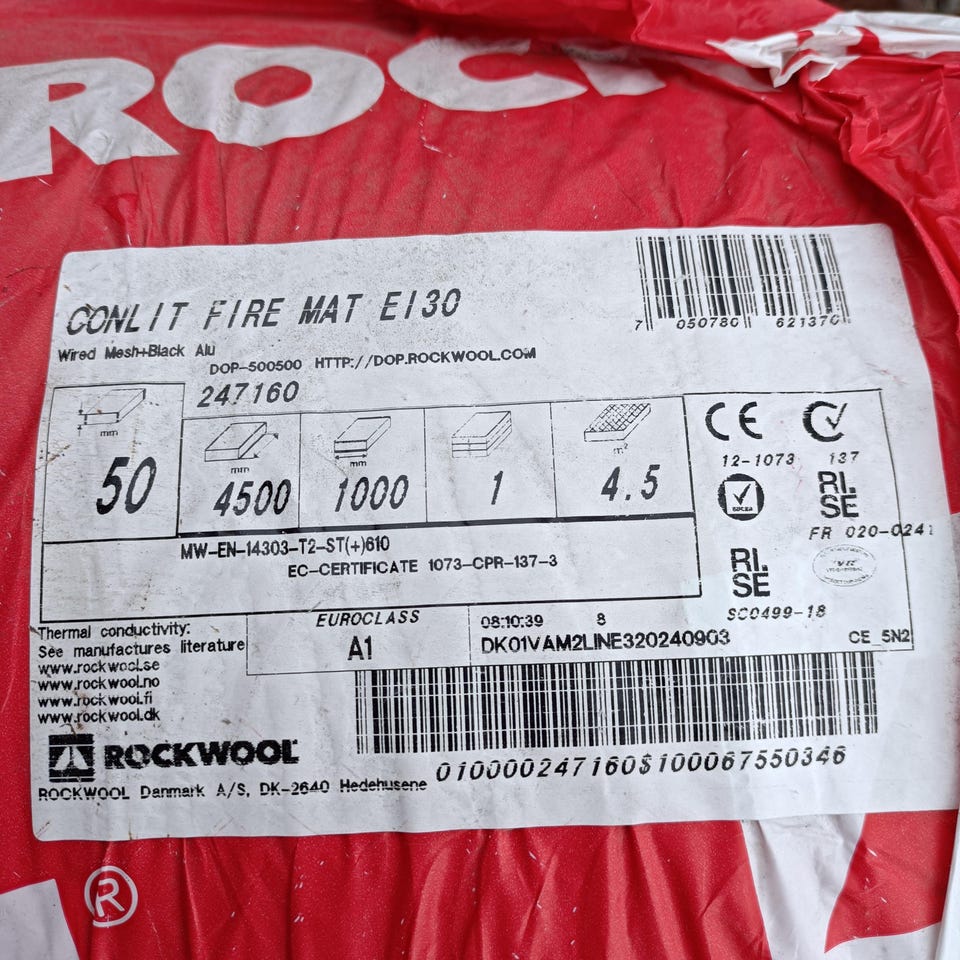 ROC
CONLIT FIRE MAT EI30
Wired Mesh+Black Alu
DOP-500500 HTTP://DOP.ROCKWOOL.COM
247160
7 050780 621370
mm mm mm m²
50 4500 1000 1 4.5
CE
12-1073 137
RI.
SE
FR 020-0241
RI.
SE
SC0499-18
MW-EN-14303-T2-ST(+)610
EC-CERTIFICATE 1073-CPR-137-3
EUROCLASS
A1
08:10:39 8
DK01VAM2LINE320240903 CE_5N2
Thermal conductivity:
See manufactures literature
www.rockwool.se
www.rockwool.no
www.rockwool.fi
www.rockwool.dk
ROCKWOOL
ROCKWOOL Danmark A/S, DK-2640 Hedehusene
010000247160$100067550346
®